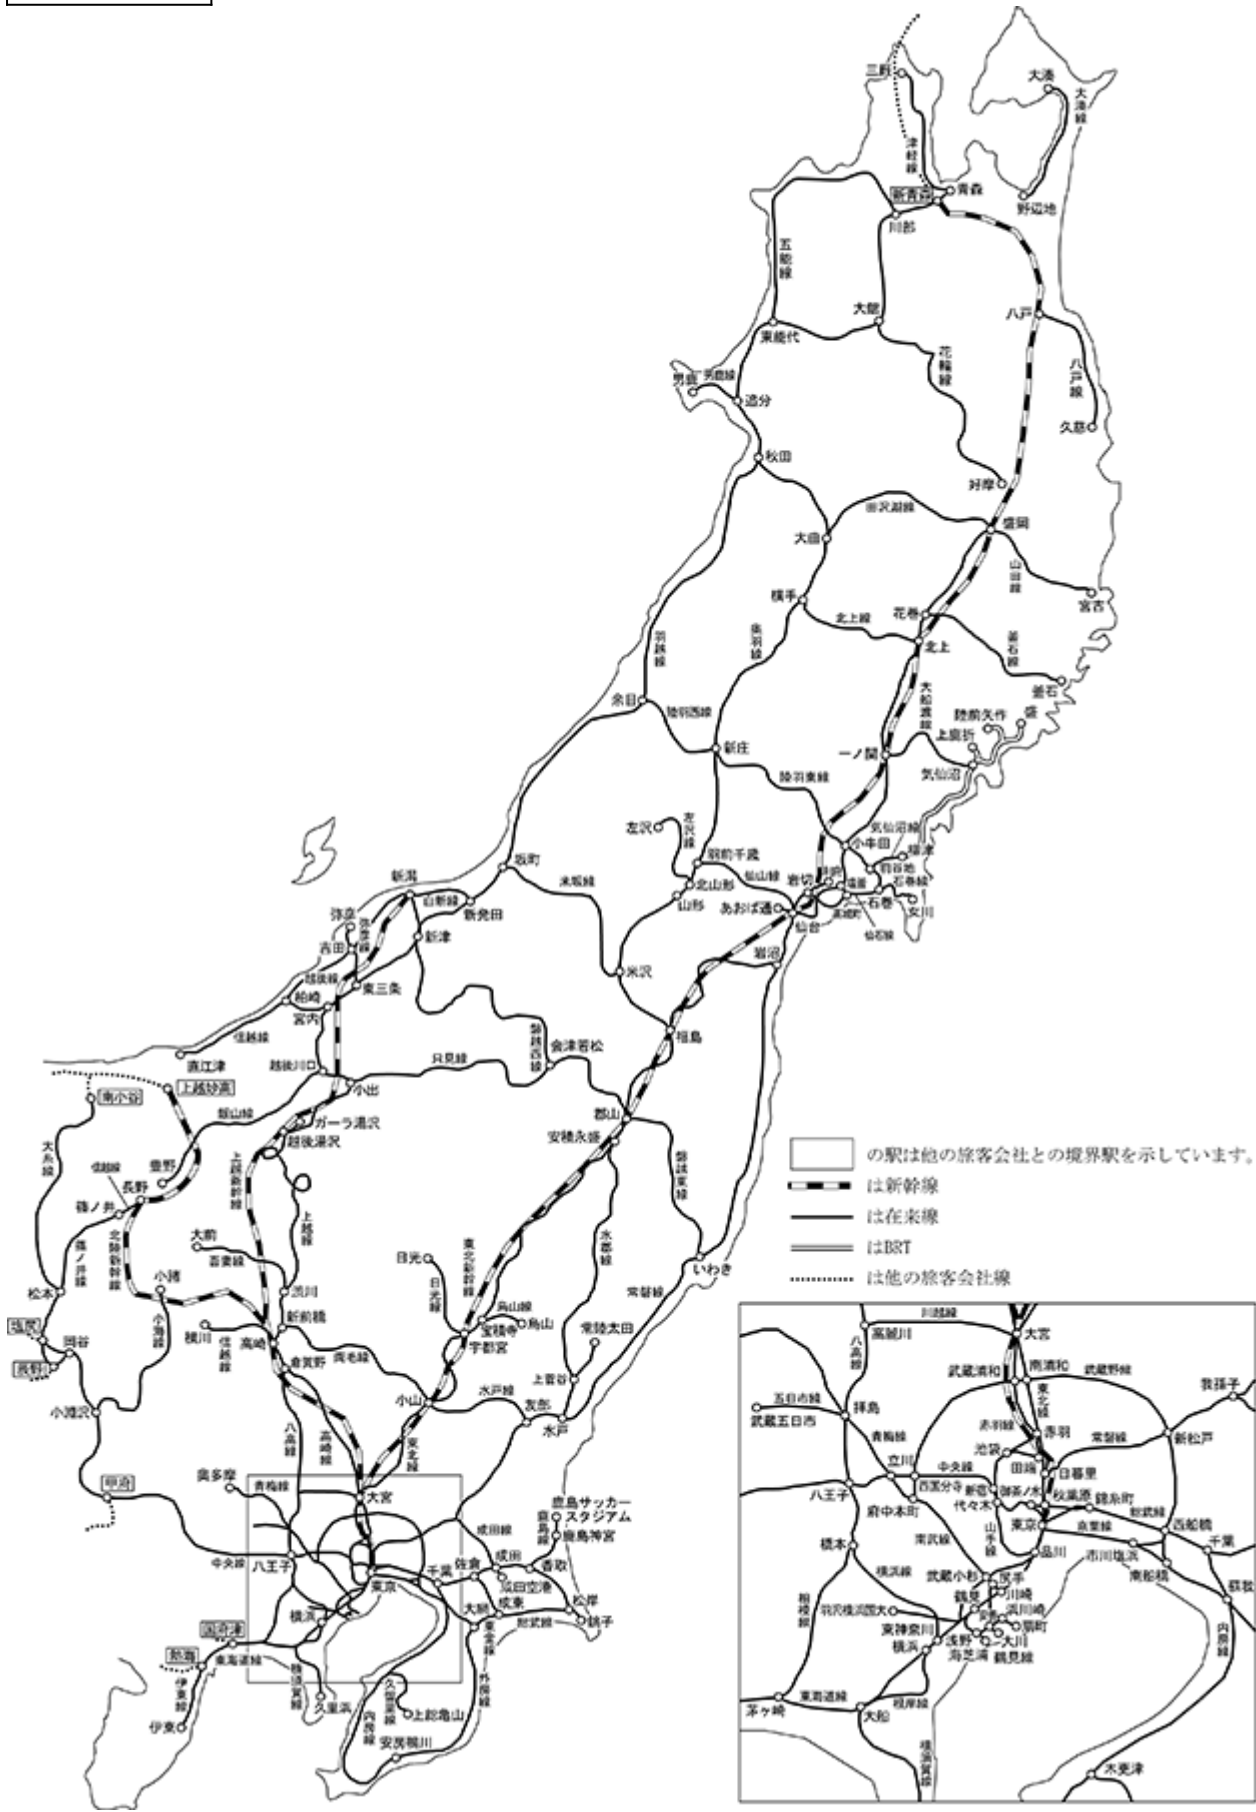 三厩
大湊
大湊線
津軽線
新青森
青森
野辺地
川部
五能線
大館
東能代
八戸
花輪線
八戸線
男鹿
男鹿線
追分
久慈
秋田
好摩
田沢湖線
盛岡
大曲
山田線
宮古
横手
北上線
花巻
北上
奥羽線
釜石線
釜石
羽越線
大船渡線
余目
陸羽西線
陸前矢作
盛
上鹿折
新庄
一ノ関
気仙沼
陸羽東線
左沢
左沢線
気仙沼線
小牛田
柳津
前谷地
羽前千歳
仙山線
北山形
山形
岩切
利府
塩釜
石巻線
石巻
女川
高城町
あおば通
仙台
仙石線
坂町
米坂線
新潟
白新線
新発田
弥彦
弥彦線
吉田
新津
越後線
東三条
柏崎
宮内
岩沼
米沢
福島
信越線
直江津
磐越西線
会津若松
越後川口
只見線
小出
上越妙高
南小谷
飯山線
ガーラ湯沢
越後湯沢
郡山
安積永盛
磐越東線
大糸線
信越線
豊野
長野
篠ノ井
上越新幹線
上越線
水郡線
大前
吾妻線
篠ノ井線
北陸新幹線
日光
日光線
東北新幹線
いわき
常磐線
小諸
渋川
松本
烏山線
烏山
宝積寺
宇都宮
新前橋
横川
信越線
高崎
小海線
塩尻
岡谷
辰野
倉賀野
両毛線
常陸太田
上菅谷
小山
水戸線
友部
水戸
小淵沢
八高線
高崎線
東北線
甲府
奥多摩
青梅線
大宮
鹿島サッカー
スタジアム
鹿島線
鹿島神宮
成田線
中央線
八王子
東京
千葉
佐倉
成田
香取
成田空港
大網
成東
松岸
総武線
銚子
東金線
横浜
国府津
熱海
東海道線
伊東線
伊東
横須賀線
久里浜
久留里線
上総亀山
内房線
外房線
安房鴨川
の駅は他の旅客会社との境界駅を示しています。
は新幹線
は在来線
はBRT
は他の旅客会社線
川越線
高麗川
大宮
八高線
武蔵浦和
南浦和
武蔵野線
五日市線
武蔵五日市
拝島
東北線
我孫子
青梅線
赤羽線
赤羽
常磐線
新松戸
池袋
立川
中央線
田端
日暮里
西国分寺
新宿
御茶ノ水
秋葉原
錦糸町
八王子
府中本町
代々木
総武線
東京
京葉線
西船橋
南武線
山手線
品川
市川塩浜
千葉
橋本
横浜線
武蔵小杉
尻手
南船橋
鶴見
川崎
蘇我
相模線
羽沢横浜国大
浜川崎
東神奈川
扇町
横浜
浅野
大川
海芝浦
鶴見線
内房線
東海道線
根岸線
茅ヶ崎
大船
横須賀線
木更津